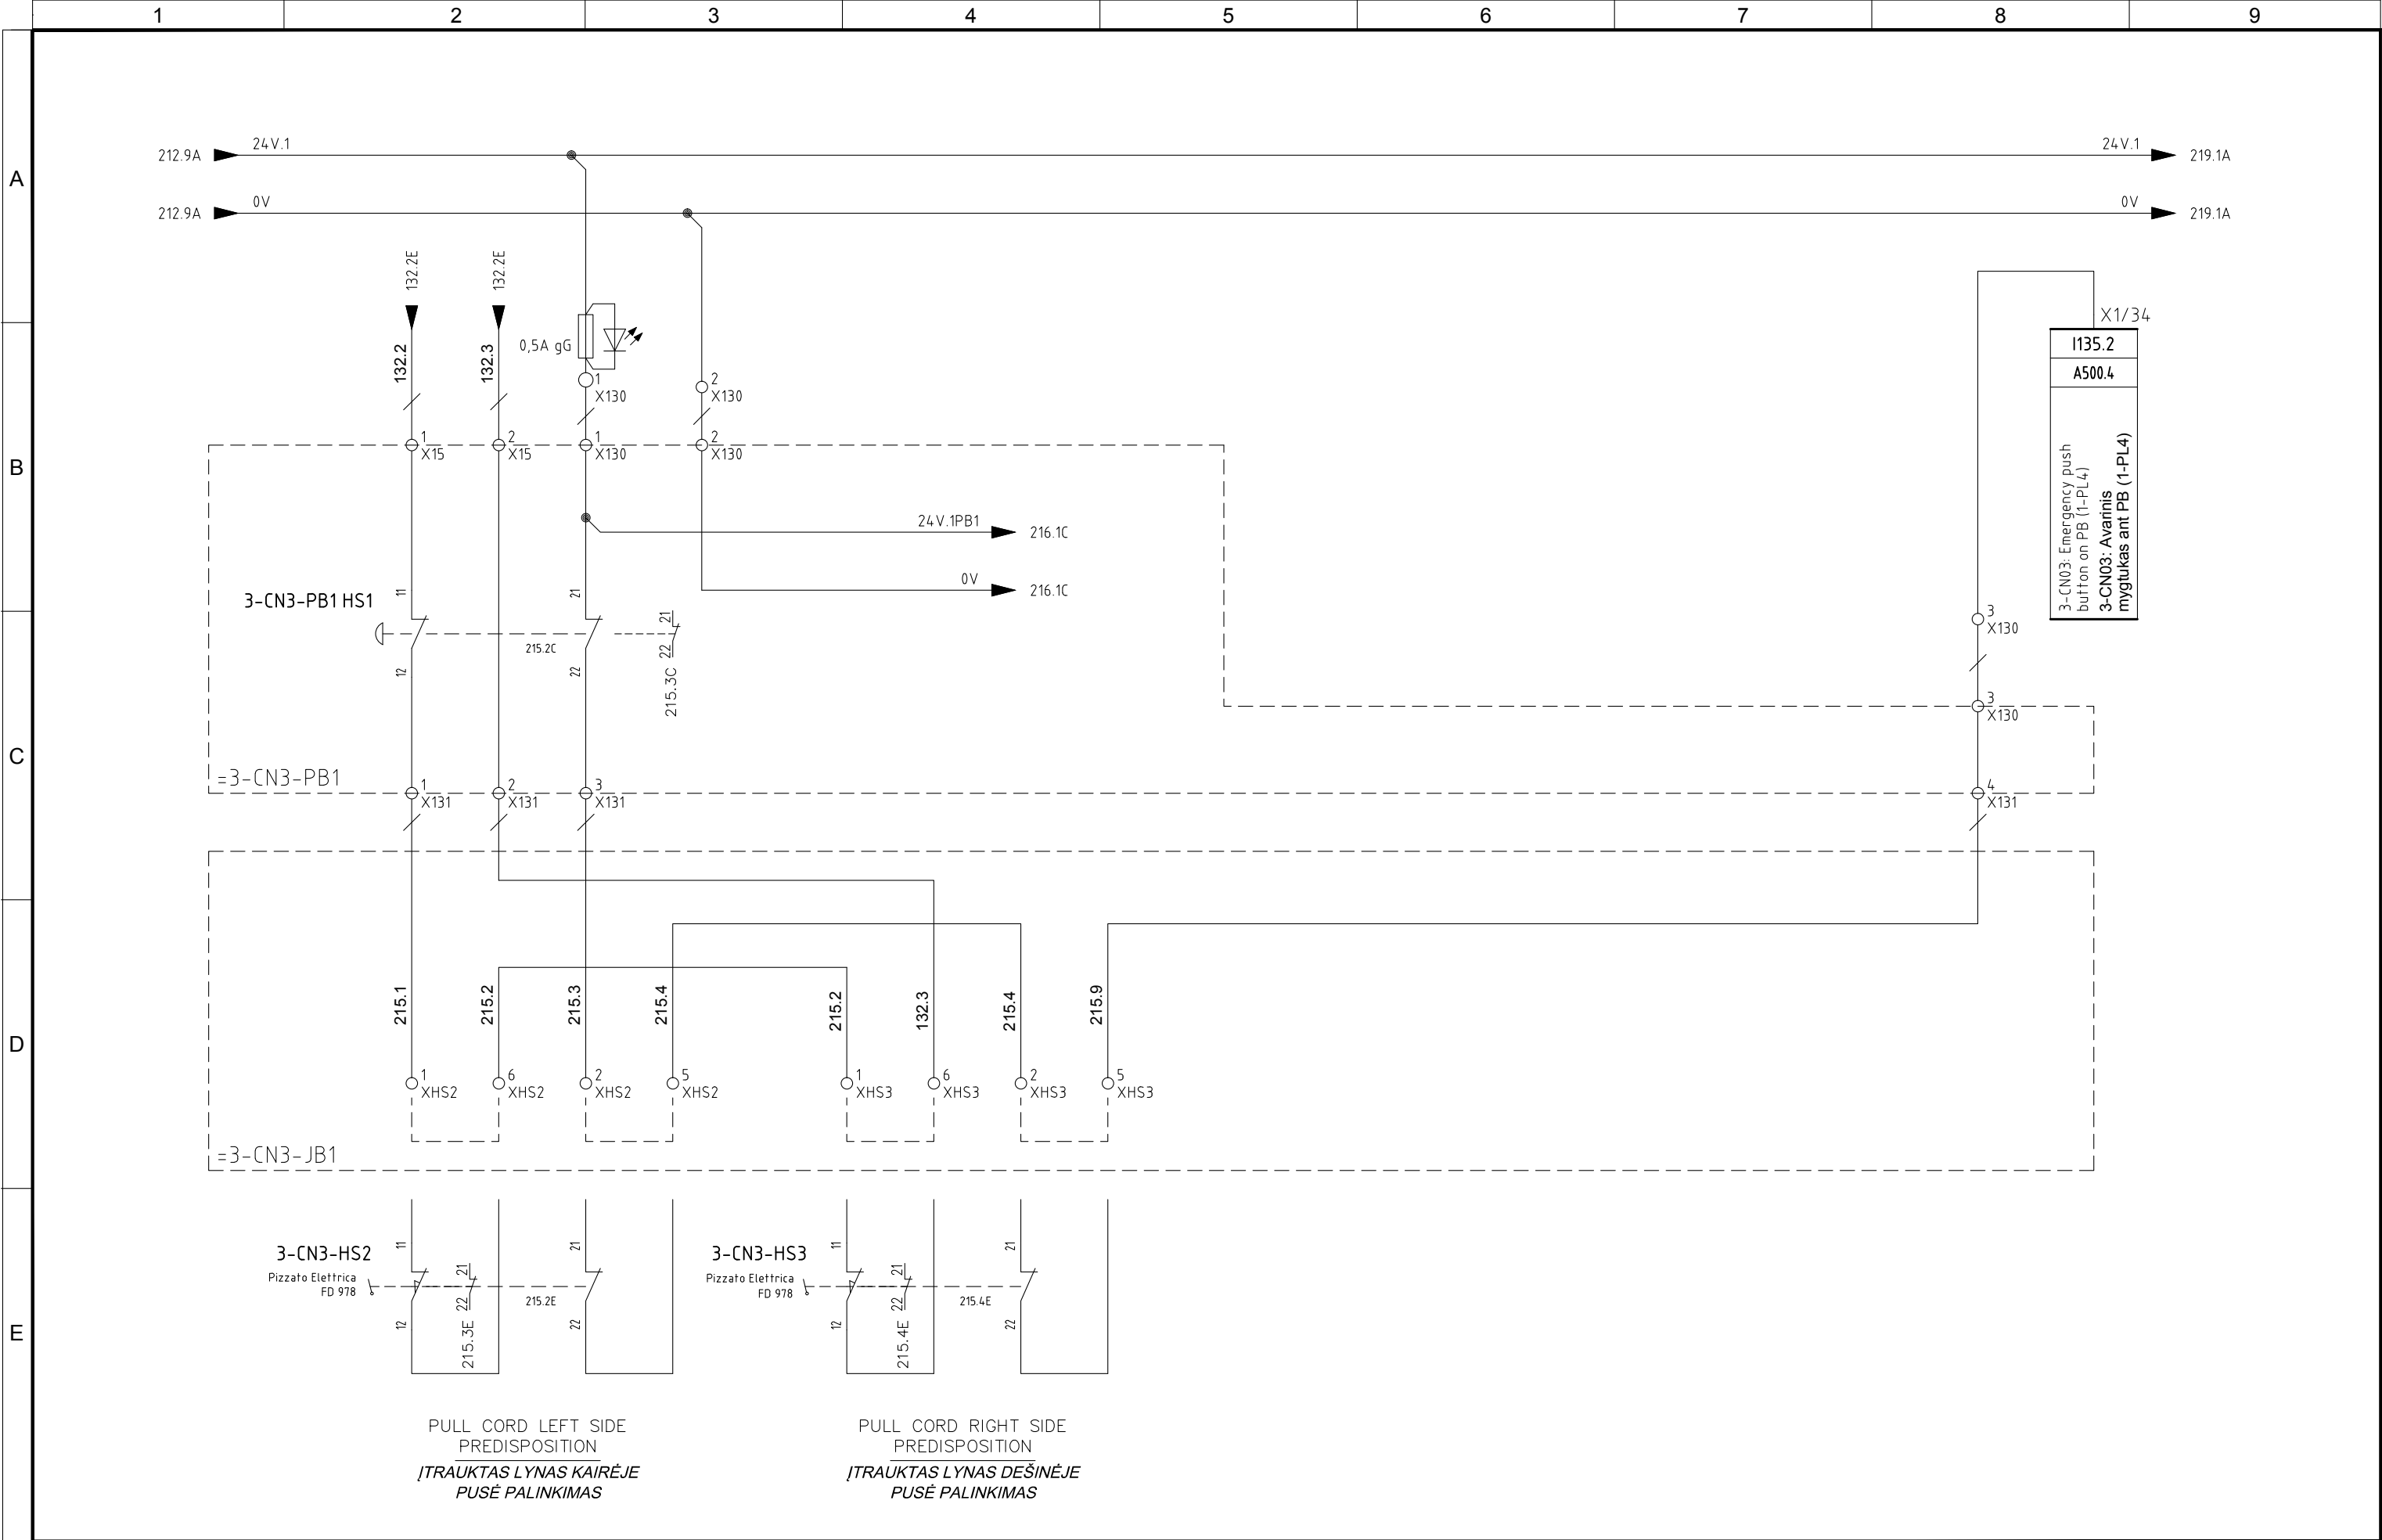 1 2 3 4 5 6 7 8 9
A
212.9A 24V.1 24V.1 219.1A
212.9A 0V 0V 219.1A
132.2E 132.2E
X1/34
B
132.2 132.3 0,5A gG
I135.2
A500.4
1 X130
2 X130
3-CN03: Emergency push
button on PB (1-PL4)
3-CN03: Avarinis
mygtukas ant PB (1-PL4)
1 X15
2 X15
1 X130
2 X130
24V.1PB1 216.1C
0V 216.1C
C
3-CN3-PB1 HS1
11 21
12 22
215.2C
21
22
215.3C
3 X130
3 X130
=3-CN3-PB1
1 X131
2 X131
3 X131
4 X131
D
215.1 215.2 215.3 215.4 215.2 132.3 215.4 215.9
1 XHS2
6 XHS2
2 XHS2
5 XHS2
1 XHS3
6 XHS3
2 XHS3
5 XHS3
=3-CN3-JB1
E
3-CN3-HS2
Pizzato Elettrica
FD 978
11
12
21
22
215.3E
215.2E
21
22
3-CN3-HS3
Pizzato Elettrica
FD 978
11
12
21
22
215.4E
215.4E
21
22
PULL CORD LEFT SIDE
PREDISPOSITION
ĮTRAUKTAS LYNAS KAIRĖJE
PUSĖ PALINKIMAS
PULL CORD RIGHT SIDE
PREDISPOSITION
ĮTRAUKTAS LYNAS DEŠINĖJE
PUSĖ PALINKIMAS